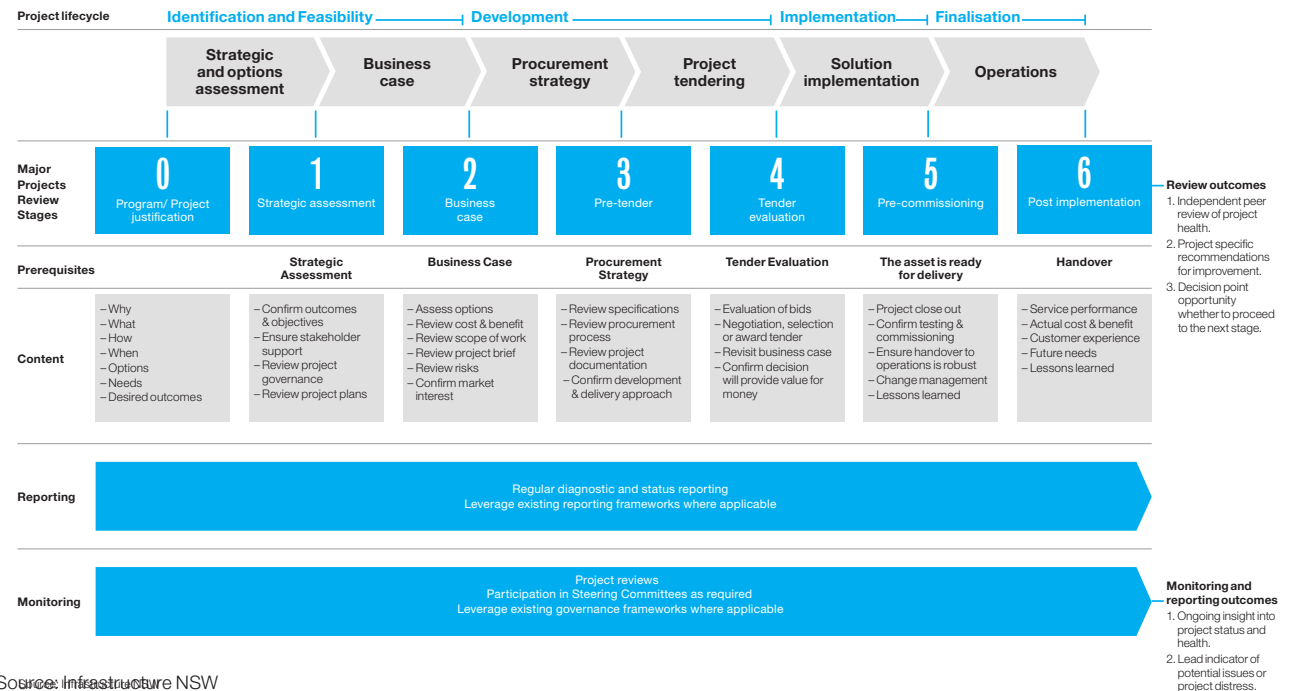 Project lifecycle
Identification and Feasibility
Development
Implementation
Finalisation
Strategic
and options
assessment
Business
case
Procurement
strategy
Project
tendering
Solution
implementation
Operations
Major
Projects
Review
Stages
0
Program/ Project
justification
1
Strategic assessment
2
Business
case
3
Pre-tender
4
Tender
evaluation
5
Pre-commissioning
6
Post implementation
Review outcomes
1. Independent peer
review of project
health.
2. Project specific
recommendations
for improvement.
3. Decision point
opportunity
whether to proceed
to the next stage.
Prerequisites
Strategic
Assessment
Business Case
Procurement
Strategy
Tender Evaluation
The asset is ready
for delivery
Handover
Content
– Why
– What
– How
– When
– Options
– Needs
– Desired outcomes
– Confirm outcomes
& objectives
– Ensure stakeholder
support
– Review project
governance
– Review project plans
– Assess options
– Review cost & benefit
– Review scope of work
– Review project brief
– Review risks
– Confirm market
interest
– Review specifications
– Review procurement
process
– Review project
documentation
– Confirm development
& delivery approach
– Evaluation of bids
– Negotiation, selection
or award tender
– Revisit business case
– Confirm decision
will provide value for
money
– Project close out
– Confirm testing &
commissioning
– Ensure handover to
operations is robust
– Change management
– Lessons learned
– Service performance
– Actual cost & benefit
– Customer experience
– Future needs
– Lessons learned
Reporting
Regular diagnostic and status reporting
Leverage existing reporting frameworks where applicable
Monitoring
Project reviews
Participation in Steering Committees as required
Leverage existing governance frameworks where applicable
Monitoring and
reporting outcomes
1. Ongoing insight into
project status and
health.
2. Lead indicator of
potential issues or
project distress.
Source: Infrastructure NSW